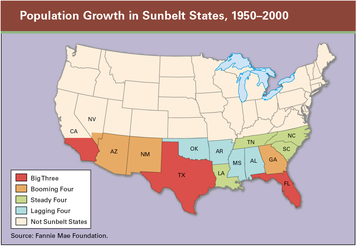 Population Growth in Sunbelt States, 1950–2000
NV
CA
AZ
NM
OK
AR
TN
NC
SC
MS
AL
GA
TX
LA
FL
Big Three
Booming Four
Steady Four
Lagging Four
Not Sunbelt States
Source: Fannie Mae Foundation.